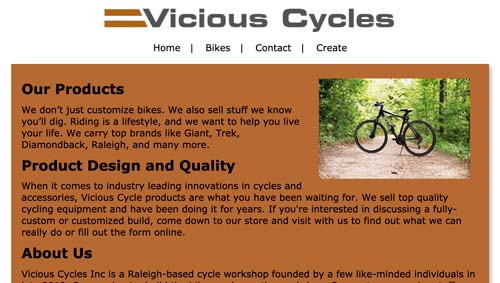 Vicious Cycles
Home | Bikes | Contact | Create
Our Products
We don't just customize bikes. We also sell stuff we know
you'll dig. Riding is a lifestyle, and we want to help you live
your life. We carry top brands like Giant, Trek,
Diamondback, Raleigh, and many more.
Product Design and Quality
When it comes to industry leading innovations in cycles and
accessories, Vicious Cycle products are what you have been waiting for. We sell top quality
cycling equipment and have been doing it for years. If you're interested in discussing a fully-
custom or customized build, come down to our store and visit with us to find out what we can
really do or fill out the form online.
About Us
Vicious Cycles Inc is a Raleigh-based cycle workshop founded by a few like-minded individuals in